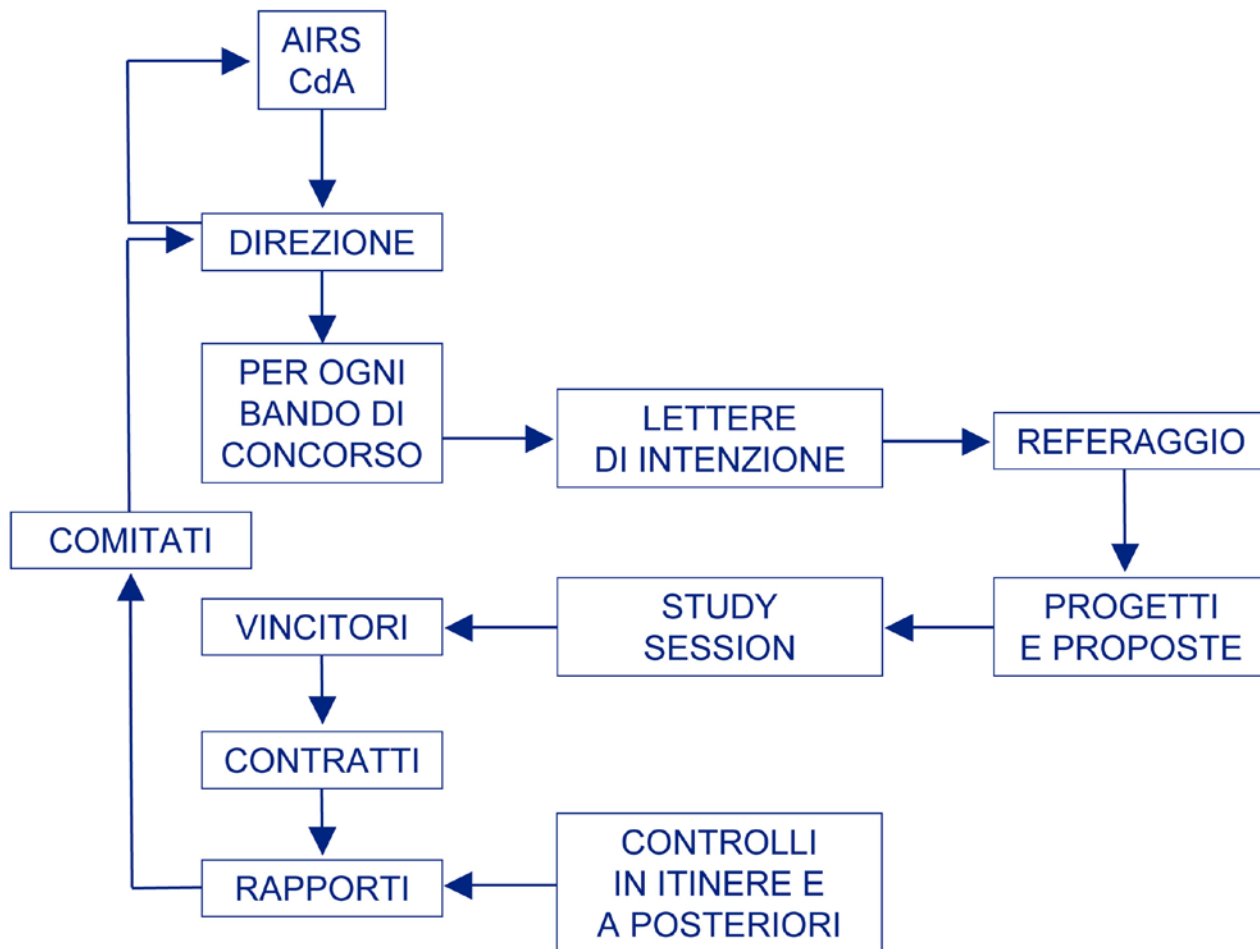 AIRS
CdA
DIREZIONE
PER OGNI
BANDO DI
CONCORSO
LETTERE
DI INTENZIONE
REFERAGGIO
COMITATI
VINCITORI
STUDY
SESSION
PROGETTI
E PROPOSTE
CONTRATTI
RAPPORTI
CONTROLLI
IN ITINERE E
A POSTERIORI